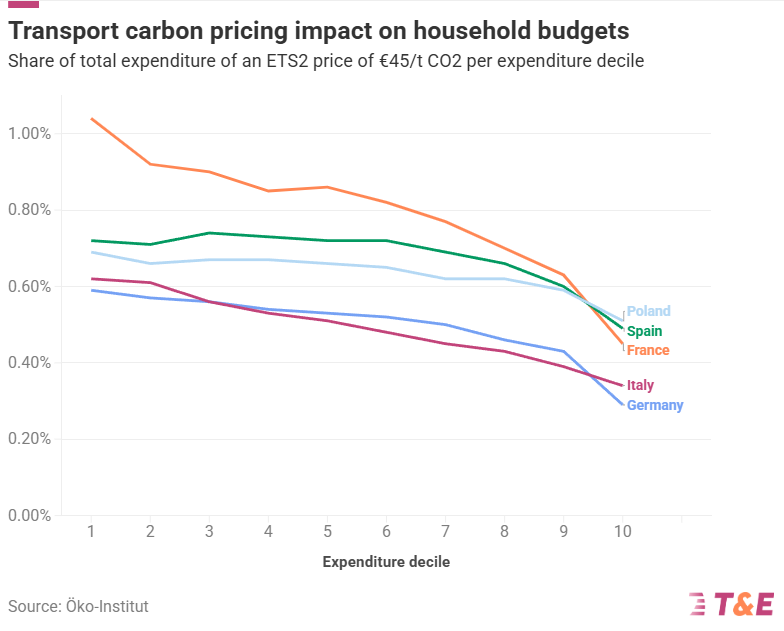 Transport carbon pricing impact on household budgets
Share of total expenditure of an ETS2 price of €45/t CO2 per expenditure decile
1.00%
0.80%
0.60%
0.40%
0.20%
0.00%
Poland
Spain
France
Italy
Germany
1 2 3 4 5 6 7 8 9 10
Expenditure decile
Source: Öko-Institut
T&E